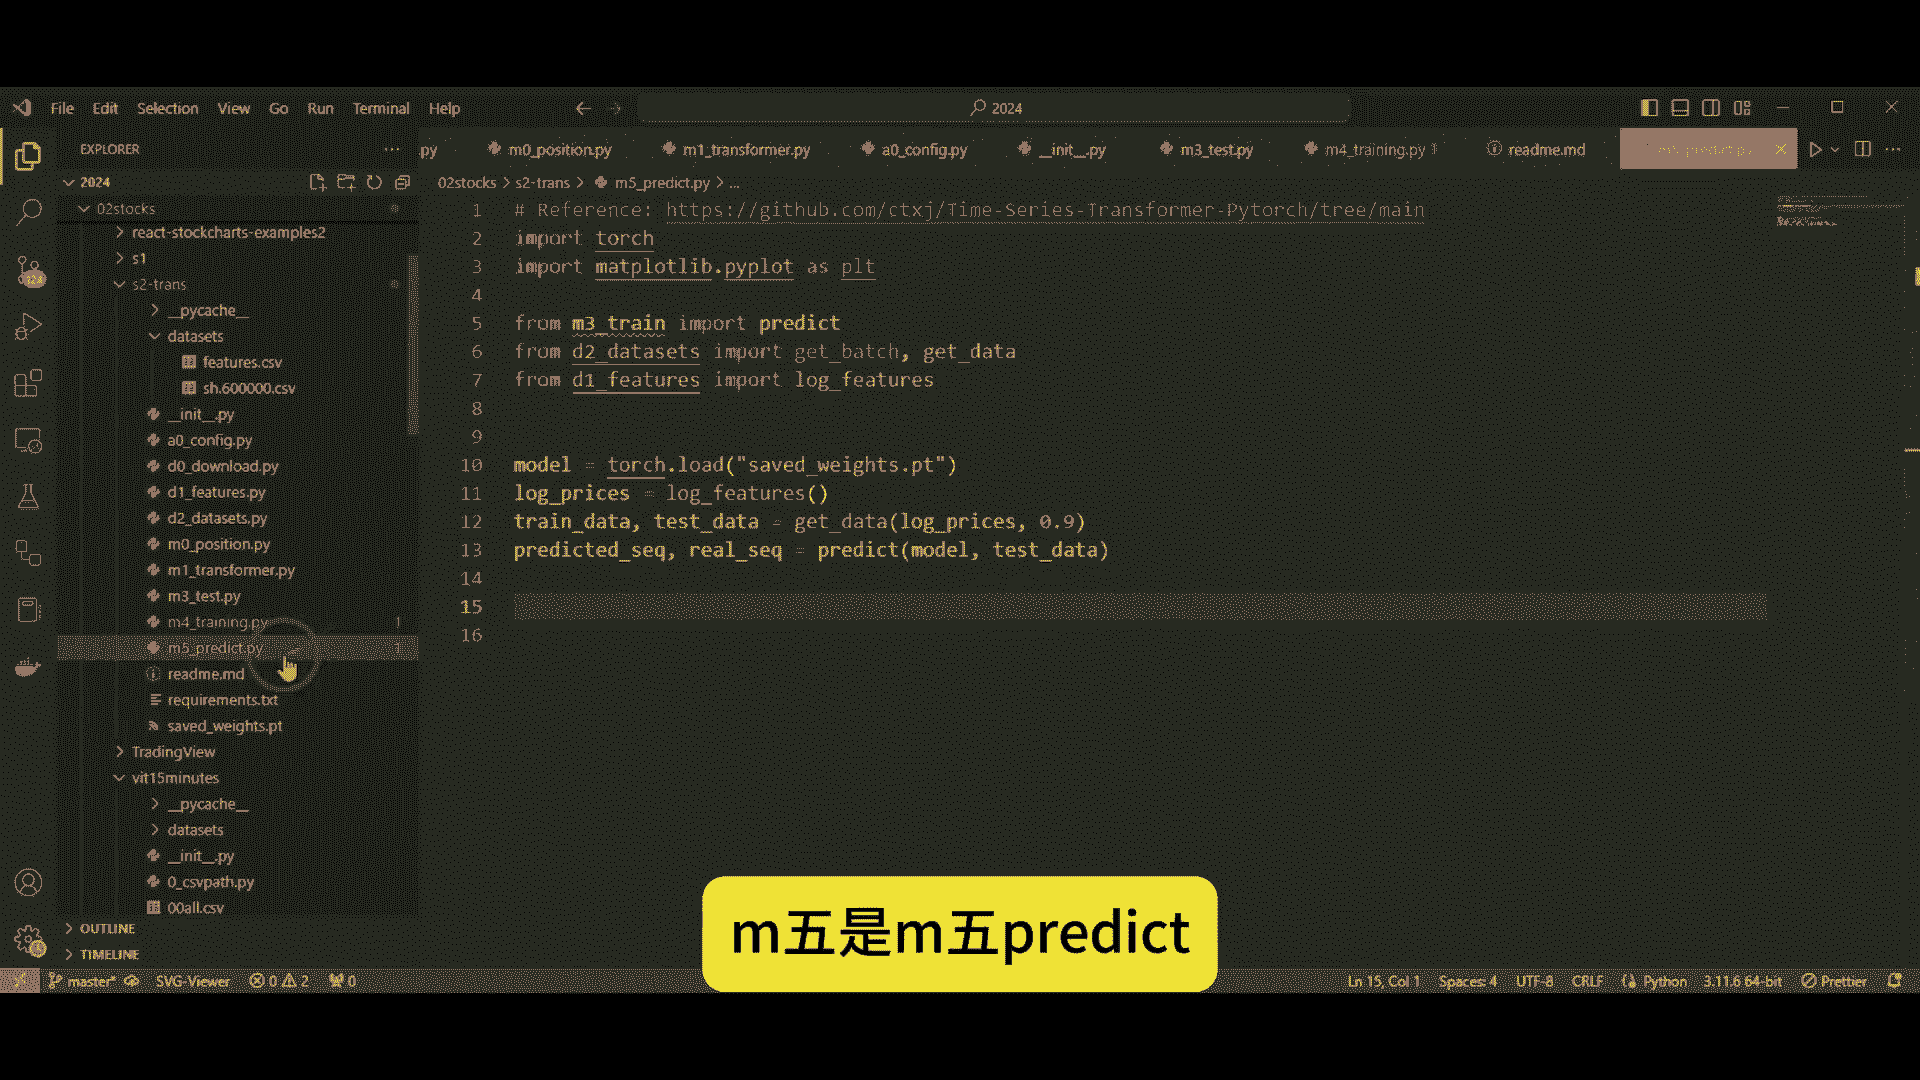 File Edit Selection View Go Run Terminal Help
2024
EXPLORER
py m0_position.py m1_transformer.py a0_config.py __init__.py m3_test.py m4_training.py readme.md m5_predict.py
2024
02stocks > s2-trans > m5_predict.py > ...
02stocks
react-stockcharts-examples2
s1
s2-trans
__pycache__
datasets
features.csv
sh.600000.csv
__init__.py
a0_config.py
d0_download.py
d1_features.py
d2_datasets.py
m0_position.py
m1_transformer.py
m3_test.py
m4_training.py 1
m5_predict.py 1
readme.md
requirements.txt
saved_weights.pt
TradingView
vit15minutes
__pycache__
datasets
__init__.py
0_csvpath.py
00all.csv
OUTLINE
TIMELINE
1 # Reference: https://github.com/ctxj/Time-Series-Transformer-Pytorch/tree/main
2 import torch
3 import matplotlib.pyplot as plt
4
5 from m3_train import predict
6 from d2_datasets import get_batch, get_data
7 from d1_features import log_features
8
9
10 model = torch.load("saved_weights.pt")
11 log_prices = log_features()
12 train_data, test_data = get_data(log_prices, 0.9)
13 predicted_seq, real_seq = predict(model, test_data)
14
15
16
m五是m五predict
master* SVG-Viewer 0 2 0 Ln 15, Col 1 Spaces: 4 UTF-8 CRLF Python 3.11.6 64-bit Prettier